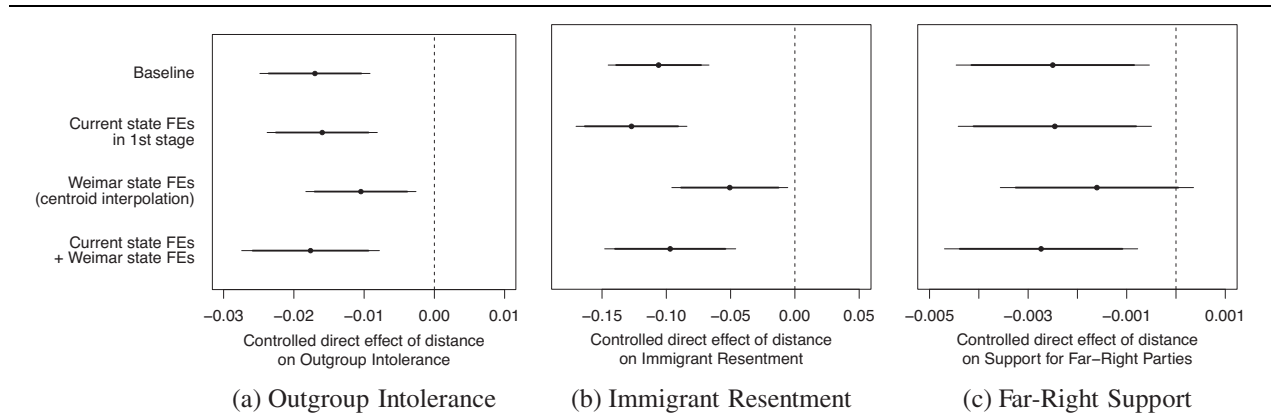 Baseline
Current state FEs
in 1st stage
Weimar state FEs
(centroid interpolation)
Current state FEs
+ Weimar state FEs
−0.03 −0.02 −0.01 0.00 0.01
Controlled direct effect of distance
on Outgroup Intolerance
(a) Outgroup Intolerance
−0.15 −0.10 −0.05 0.00 0.05
Controlled direct effect of distance
on Immigrant Resentment
(b) Immigrant Resentment
−0.005 −0.003 −0.001 0.001
Controlled direct effect of distance
on Support for Far−Right Parties
(c) Far-Right Support